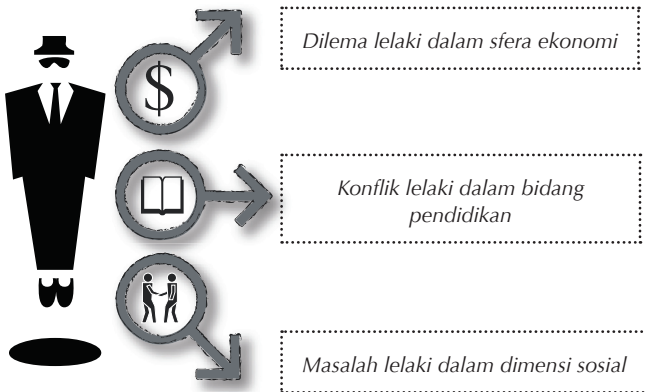 $
Dilema lelaki dalam sfera ekonomi
Konflik lelaki dalam bidang
pendidikan
Masalah lelaki dalam dimensi sosial